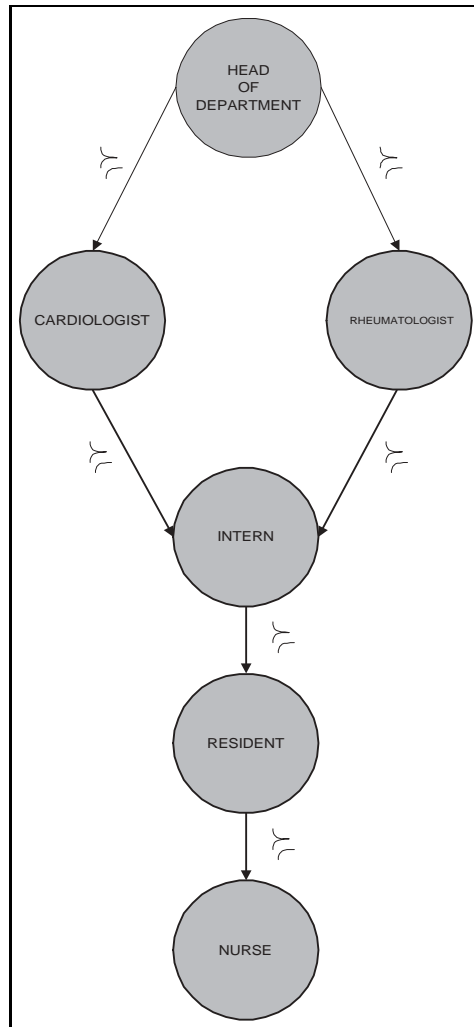 HEAD
OF
DEPARTMENT
CARDIOLOGIST
RHEUMATOLOGIST
INTERN
RESIDENT
NURSE